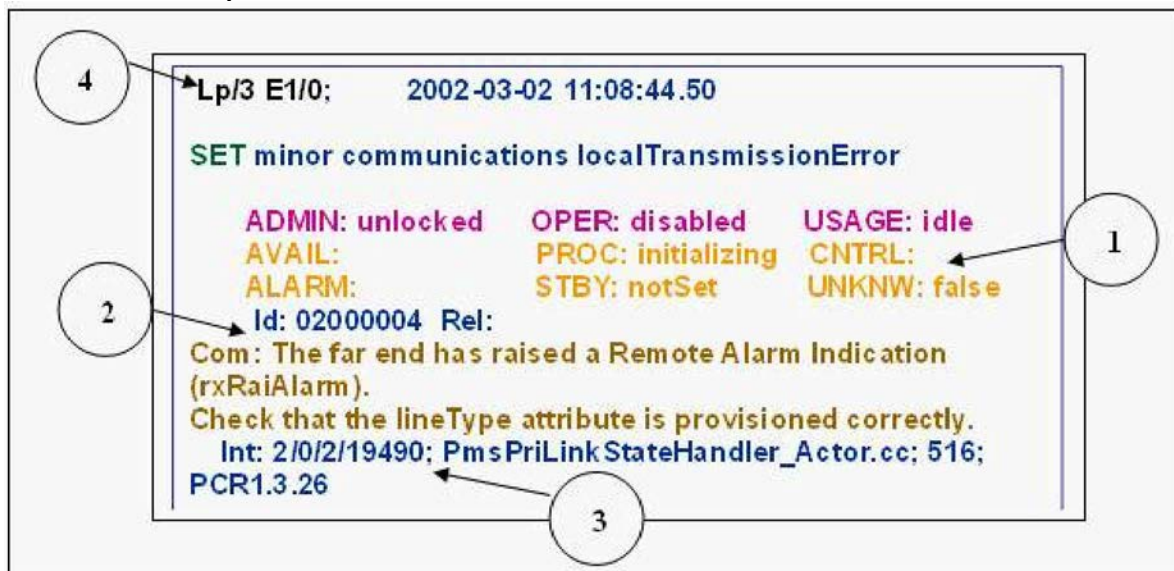 4
Lp/3 E1/0; 2002-03-02 11:08:44.50
SET minor communications localTransmissionError
ADMIN: unlocked OPER: disabled USAGE: idle
AVAIL: PROC: initializing CNTRL:
1
ALARM: STBY: notSet UNKNW: false
2
Id: 02000004 Rel:
Com: The far end has raised a Remote Alarm Indication
(rxRaiAlarm).
Check that the lineType attribute is provisioned correctly.
Int: 2/0/2/19490; PmsPriLinkStateHandler_Actor.cc; 516;
PCR1.3.26
3